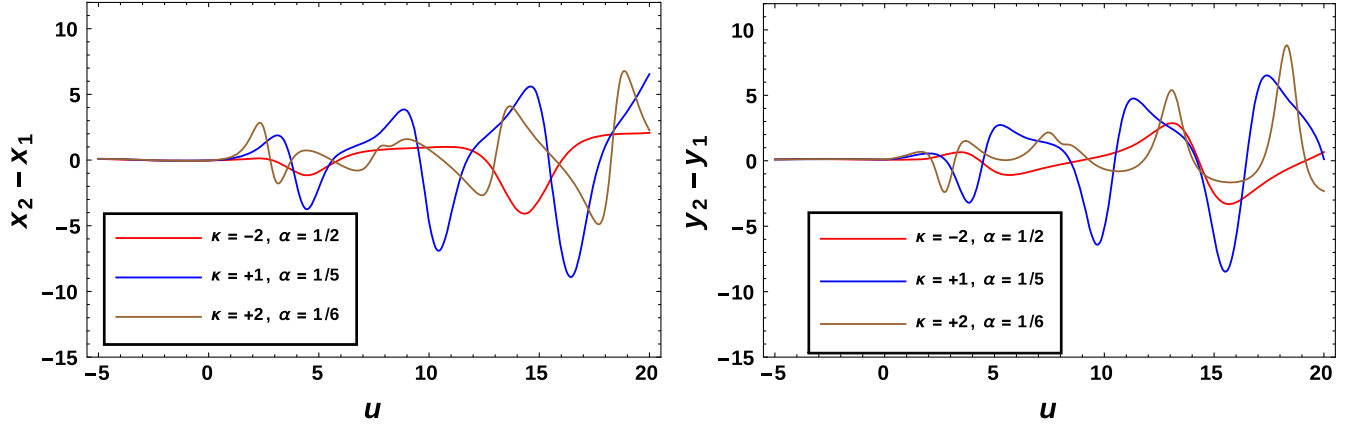 x₂ − x₁
10
5
0
−5
−10
−15
κ = −2, α = 1/2
κ = +1, α = 1/5
κ = +2, α = 1/6
−5 0 5 10 15 20
u
y₂ − y₁
10
5
0
−5
−10
−15
κ = −2, α = 1/2
κ = +1, α = 1/5
κ = +2, α = 1/6
−5 0 5 10 15 20
u